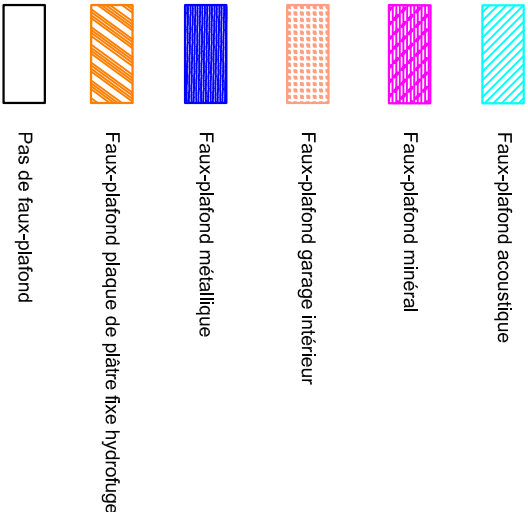 Faux-plafond acoustique
Faux-plafond minéral
Faux-plafond garage intérieur
Faux-plafond métallique
Faux-plafond plaque de plâtre fixe hydrofuge
Pas de faux-plafond